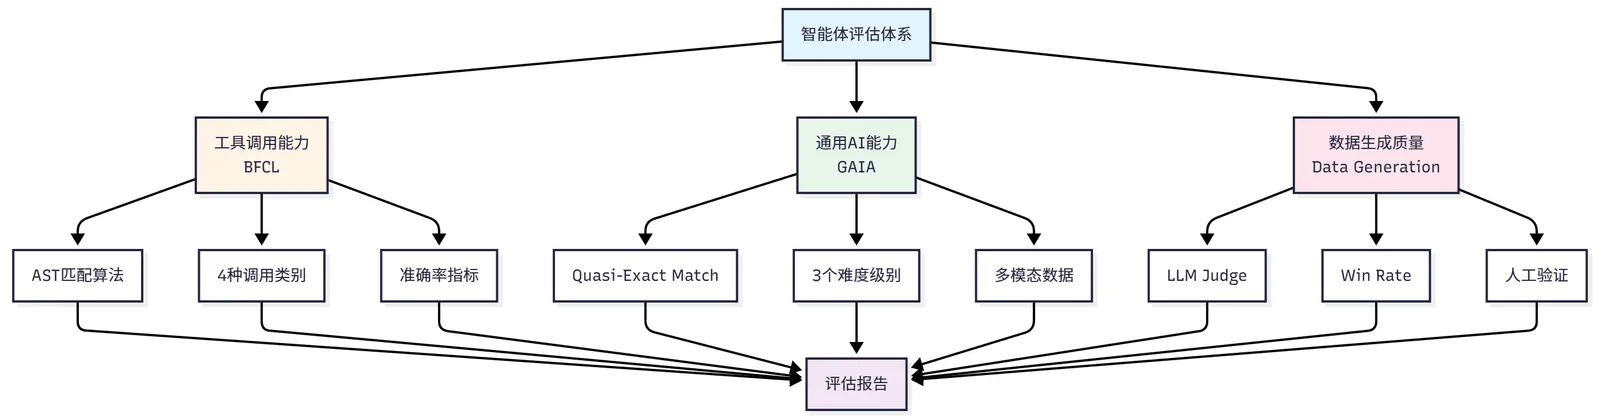 智能体评估体系
工具调用能力
BFCL
通用AI能力
GAIA
数据生成质量
Data Generation
AST匹配算法
4种调用类别
准确率指标
Quasi-Exact Match
3个难度级别
多模态数据
LLM Judge
Win Rate
人工验证
评估报告